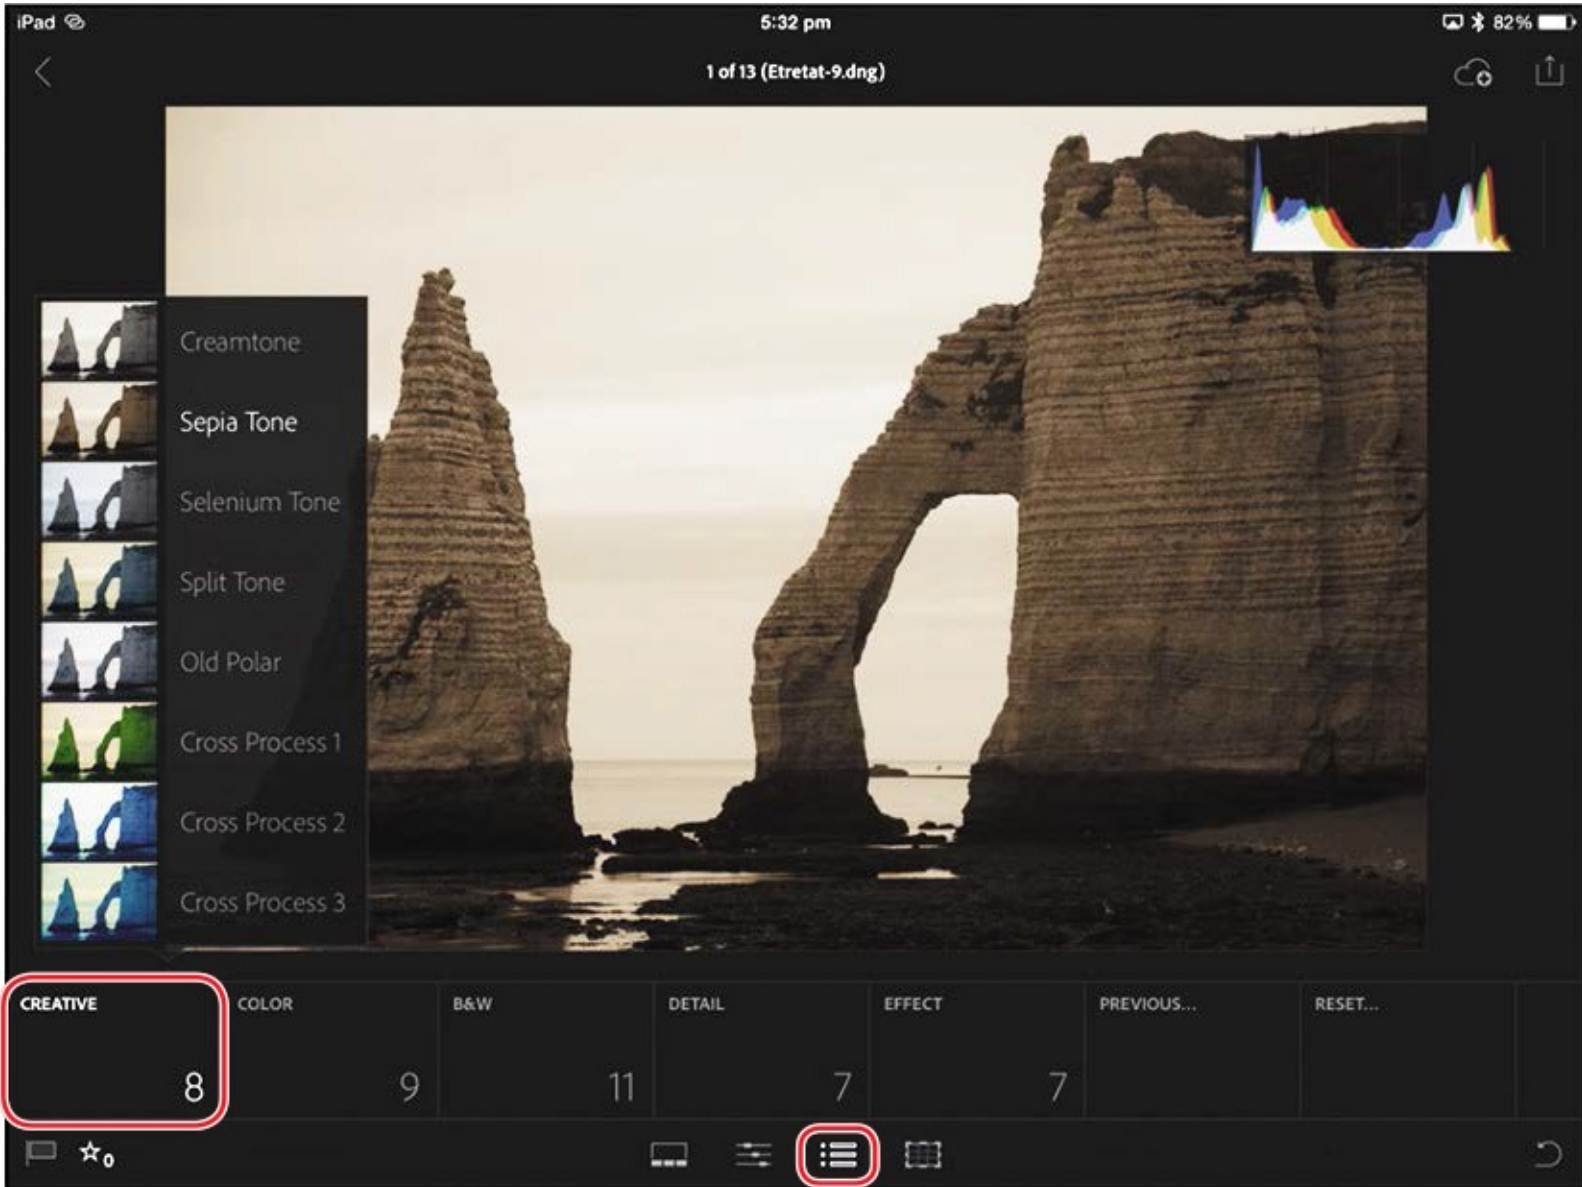 iPad
5:32 pm
82%
1 of 13 (Etretat-9.dng)
Creamtone
Sepia Tone
Selenium Tone
Split Tone
Old Polar
Cross Process 1
Cross Process 2
Cross Process 3
CREATIVE
COLOR
B&W
DETAIL
EFFECT
PREVIOUS...
RESET...
8
9
11
7
7
0